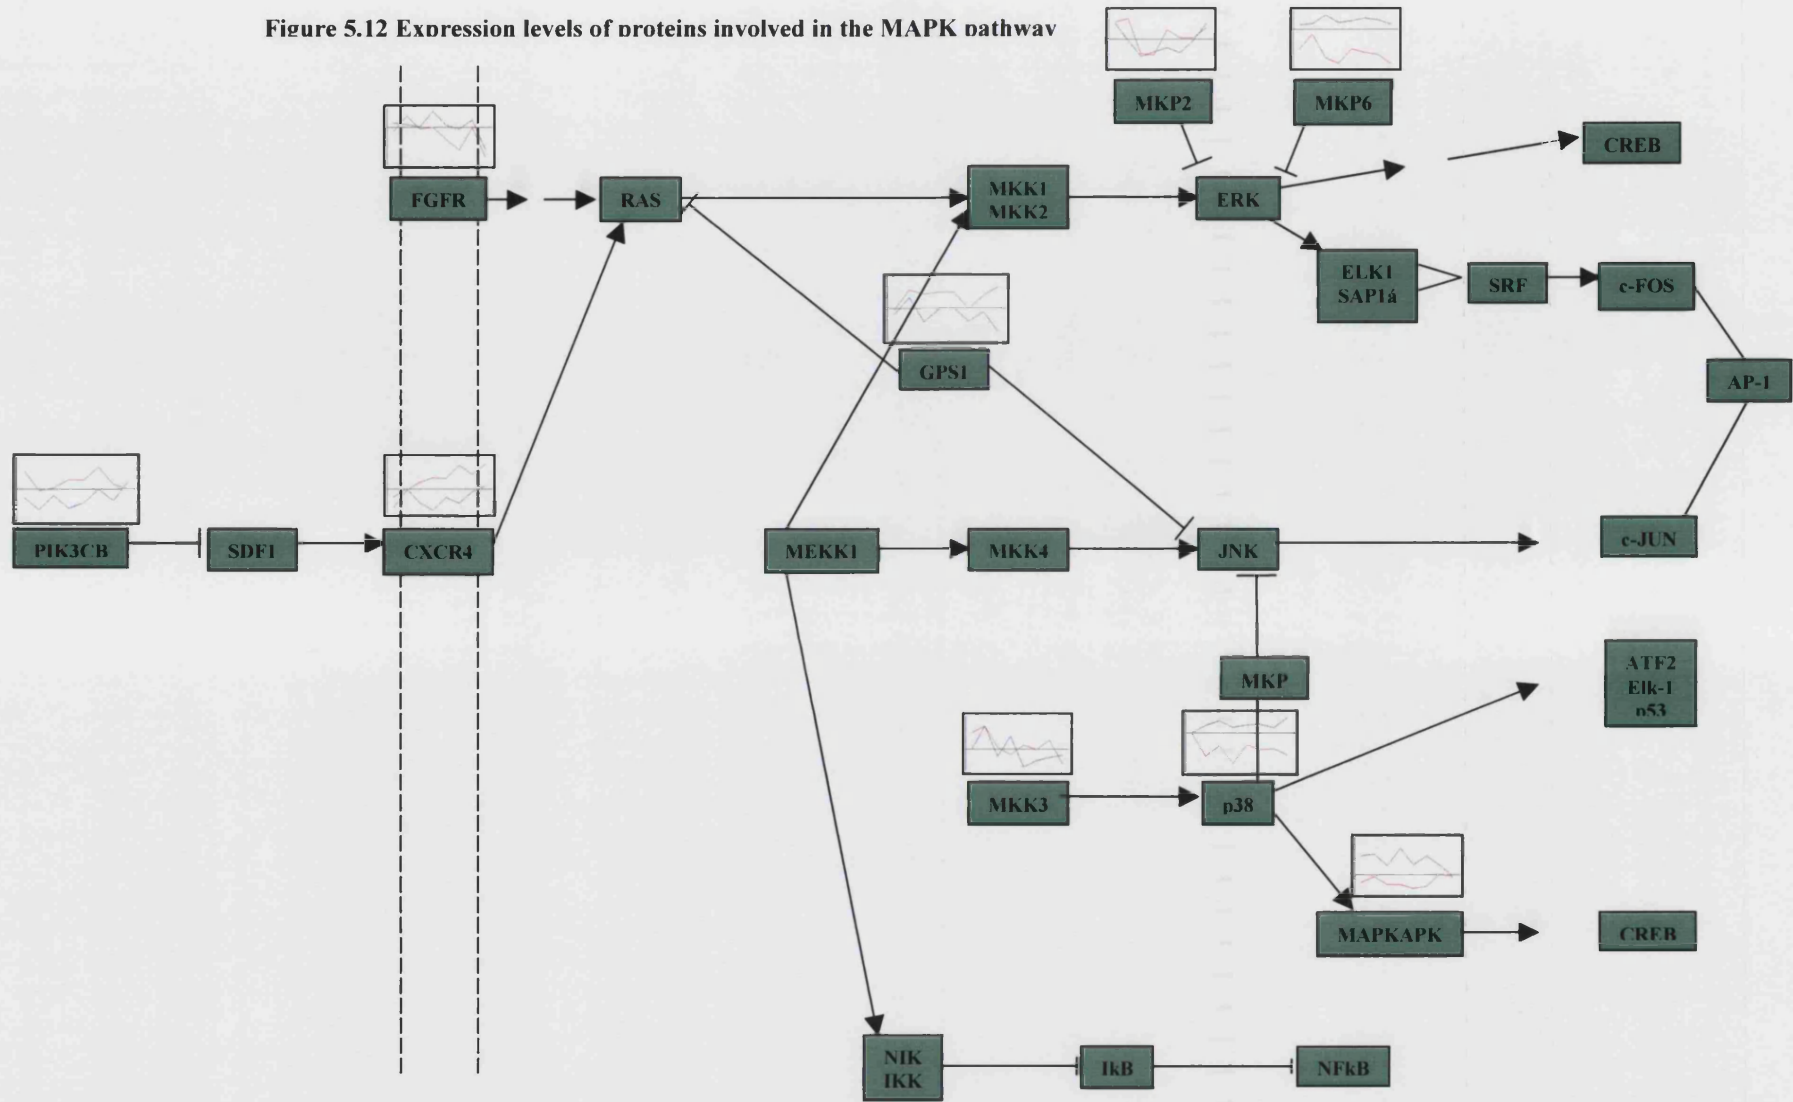 Figure 5.12 Expression levels of proteins involved in the MAPK pathway
MKP2
MKP6
CREB
FGFR
RAS
MKK1
MKK2
ERK
ELK1
SAP1á
SRF
c-FOS
GPS1
AP-1
PIK3CB
SDF1
CXCR4
MEKK1
MKK4
JNK
c-JUN
MKP
ATF2
Elk-1
p53
MKK3
p38
MAPKAPK
CREB
NIK
IKK
IkB
NFkB